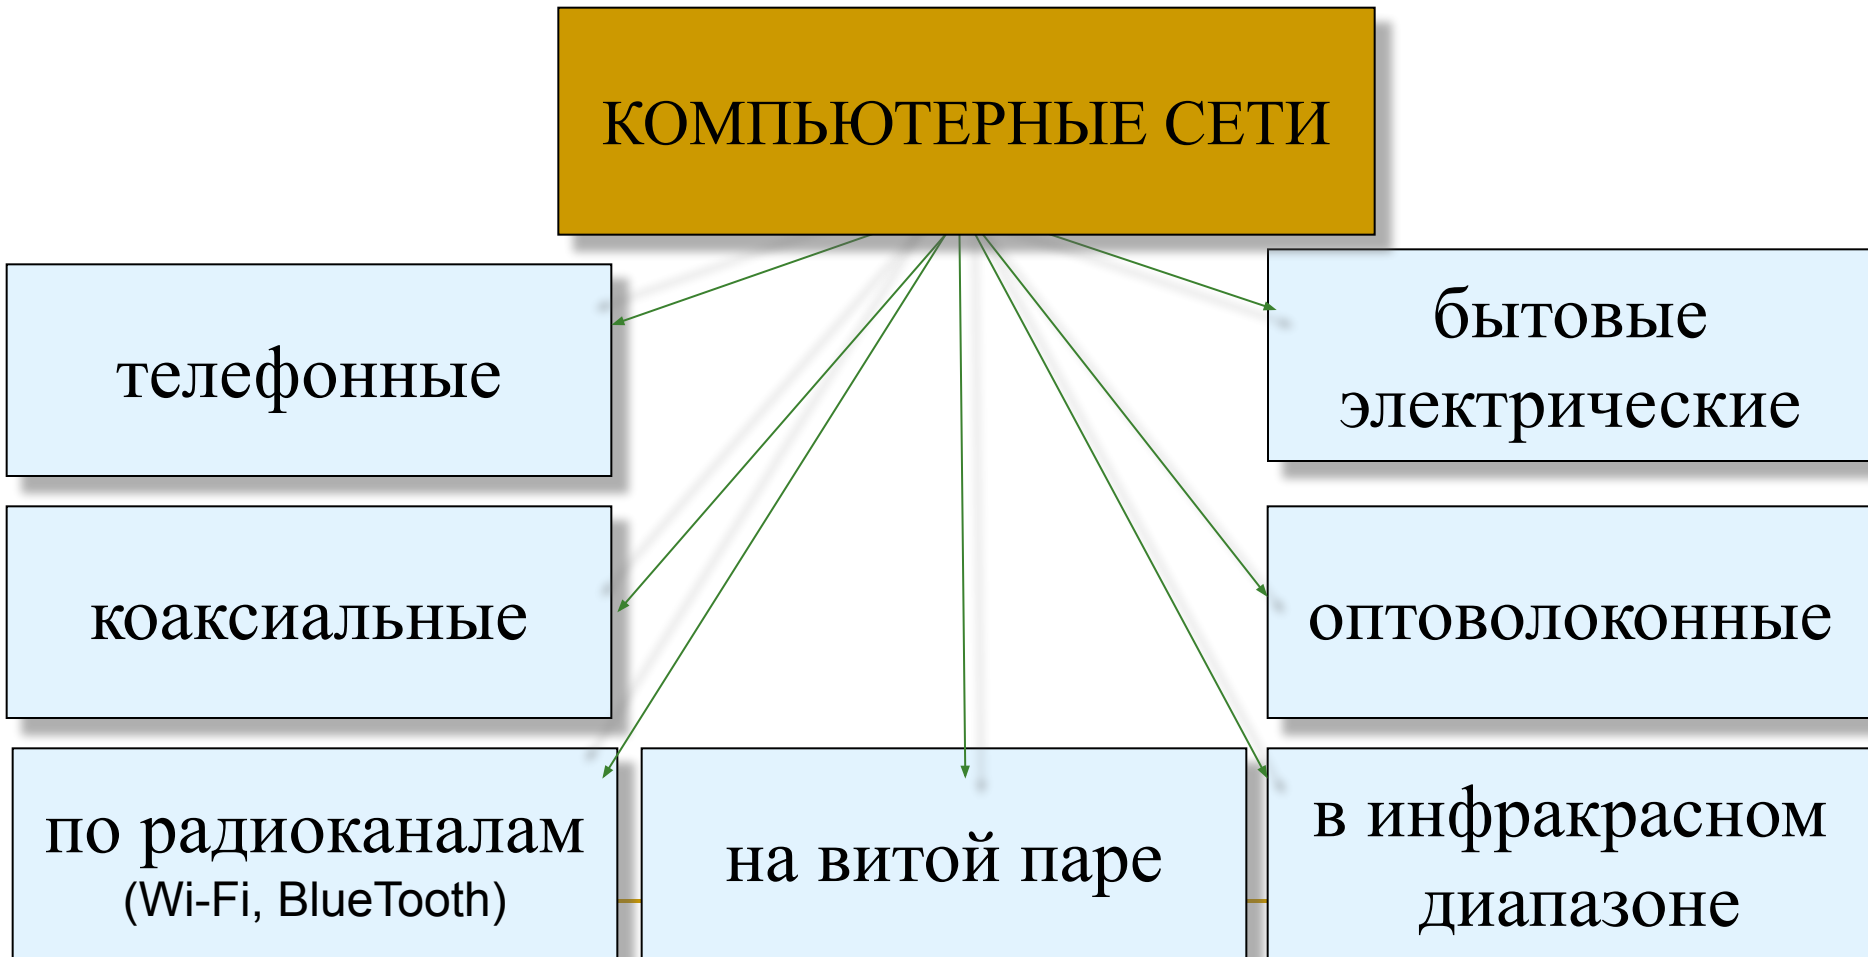 КОМПЬЮТЕРНЫЕ СЕТИ
телефонные
бытовые
электрические
коаксиальные
оптоволоконные
по радиоканалам
(Wi-Fi, BlueTooth)
на витой паре
в инфракрасном
диапазоне